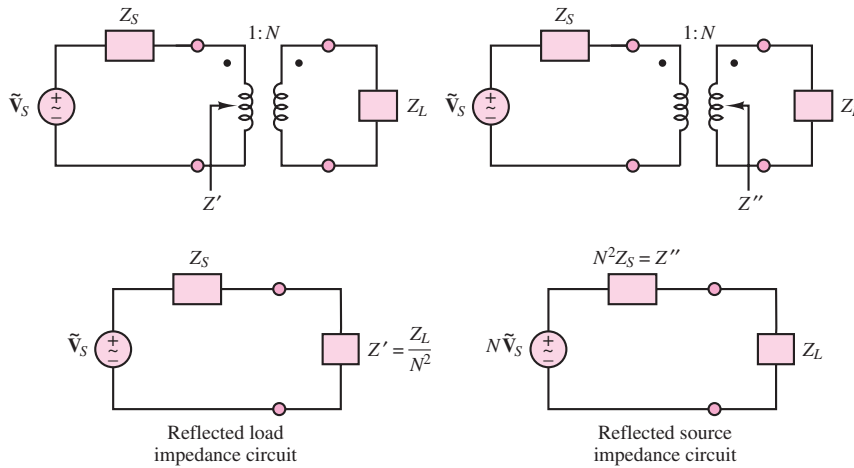 Z_S
1:N
Ṽ_S
+
~
−
Z_L
Z′
Z_S
1:N
Ṽ_S
+
~
−
Z″
Z_S
Ṽ_S
+
~
−
Z′ = Z_L/N²
Reflected load
impedance circuit
N²Z_S = Z″
NṼ_S
+
~
−
Z_L
Reflected source
impedance circuit